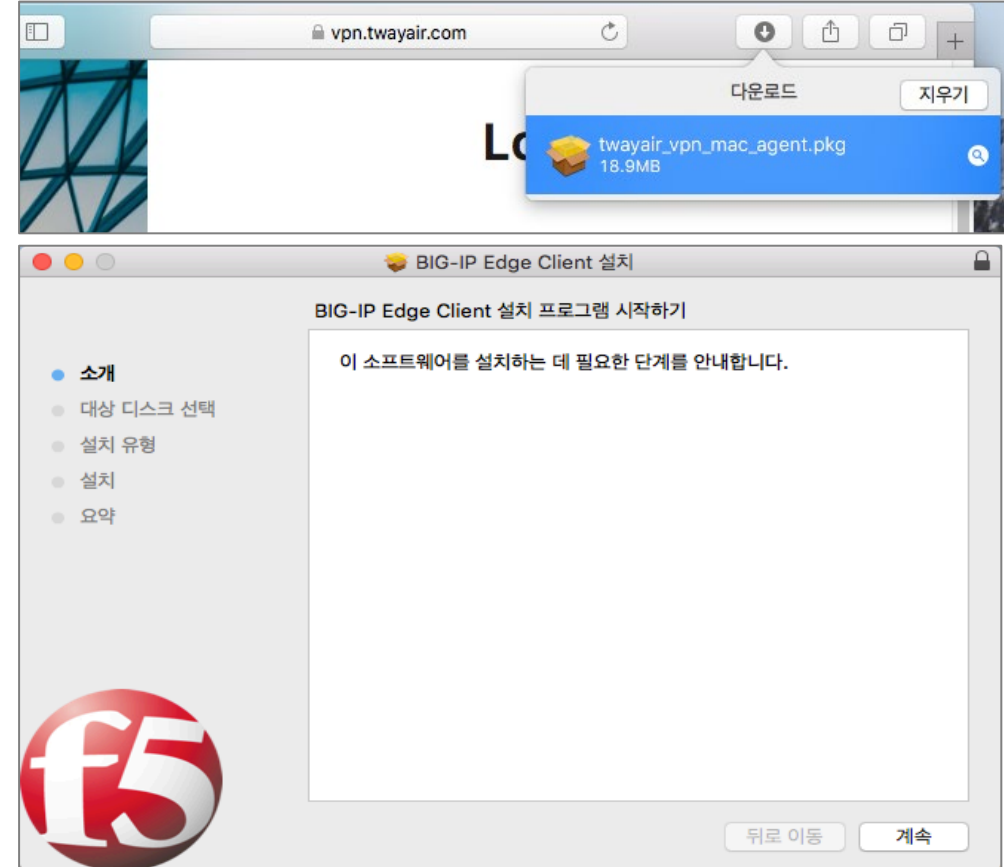 vpn.twayair.com
다운로드
지우기
twayair_vpn_mac_agent.pkg
18.9MB
BIG-IP Edge Client 설치
BIG-IP Edge Client 설치 프로그램 시작하기
이 소프트웨어를 설치하는 데 필요한 단계를 안내합니다.
소개
대상 디스크 선택
설치 유형
설치
요약
f5
뒤로 이동
계속